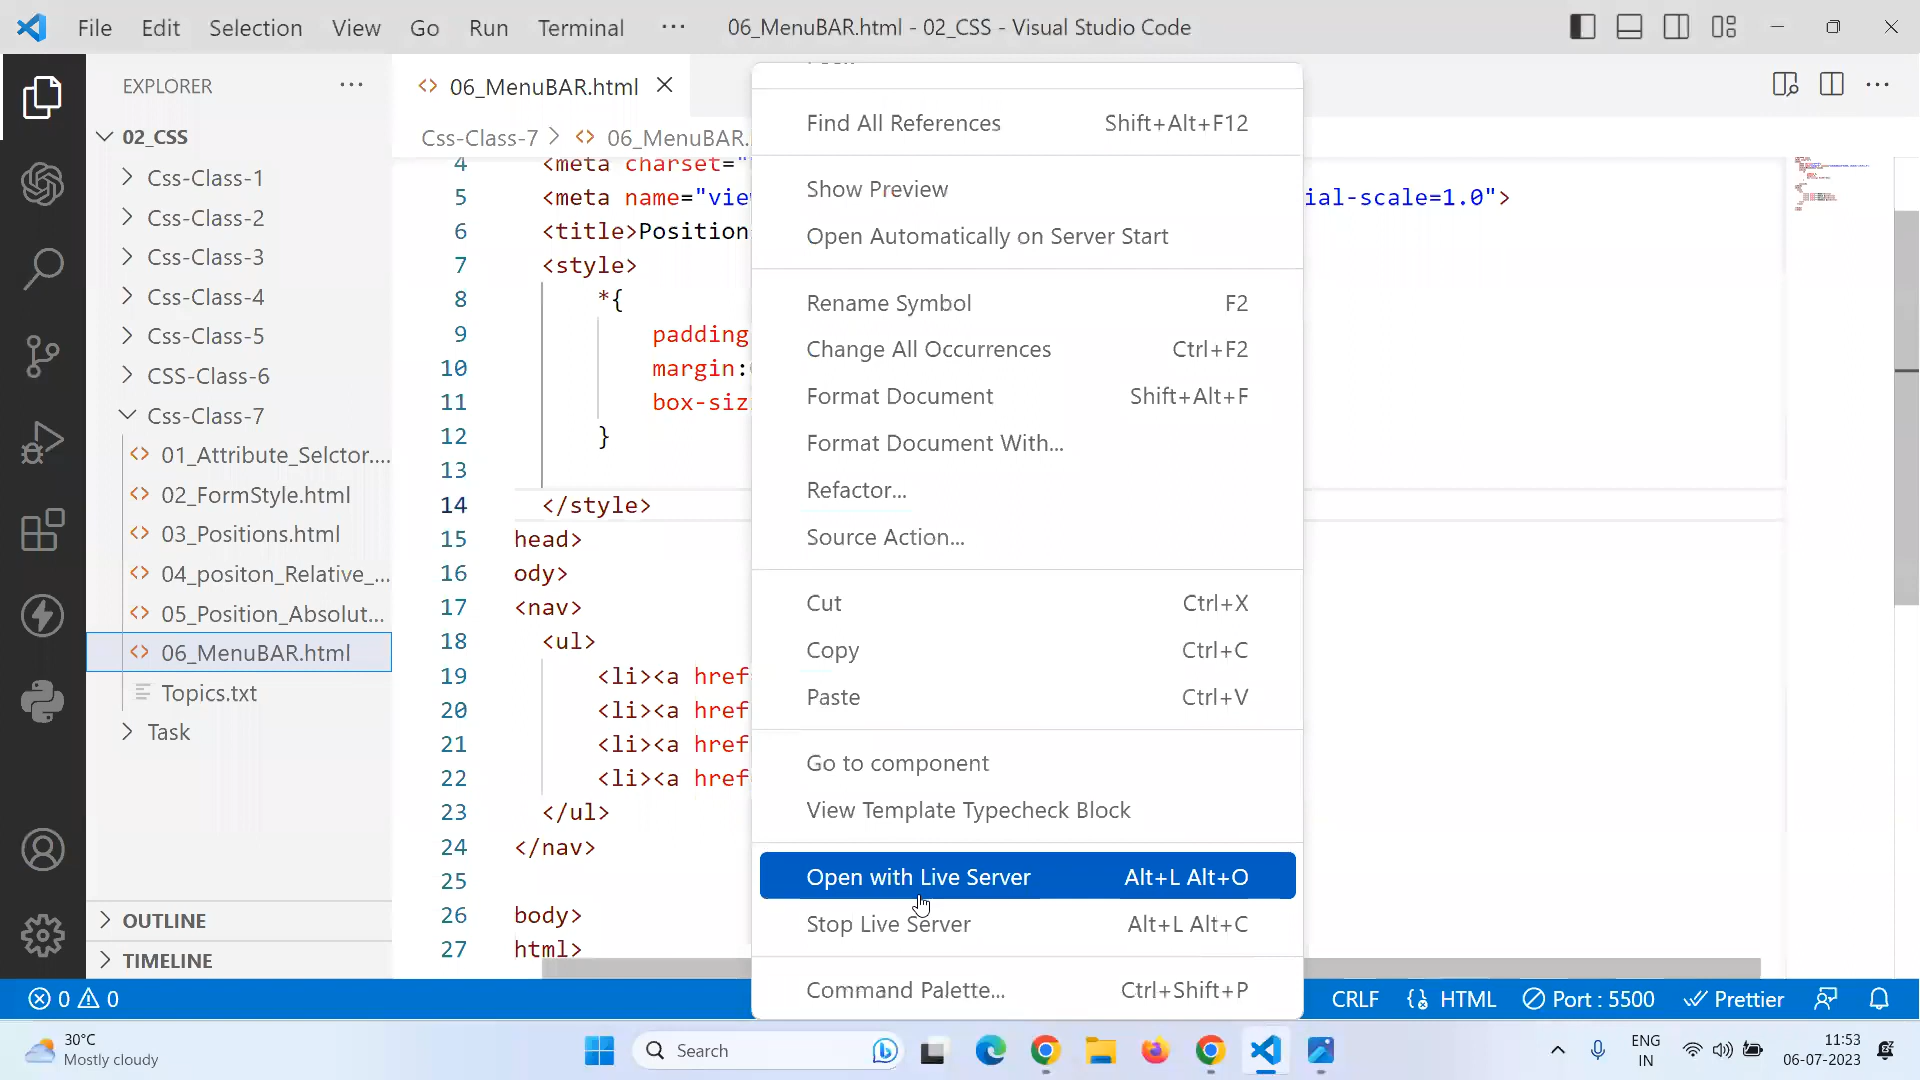 File Edit Selection View Go Run Terminal ··· 06_MenuBAR.html - 02_CSS - Visual Studio Code
EXPLORER ···
02_CSS
Css-Class-1
Css-Class-2
Css-Class-3
Css-Class-4
Css-Class-5
CSS-Class-6
Css-Class-7
01_Attribute_Selctor....
02_FormStyle.html
03_Positions.html
04_positon_Relative_...
05_Position_Absolut...
06_MenuBAR.html
Topics.txt
Task
OUTLINE
TIMELINE
06_MenuBAR.html
Css-Class-7 > 06_MenuBAR.
4 <meta charset="
5 <meta name="vie ial-scale=1.0">
6 <title>Position
7 <style>
8 *{
9 padding
10 margin:
11 box-siz
12 }
13
14 </style>
15 head>
16 ody>
17 <nav>
18 <ul>
19 <li><a href
20 <li><a href
21 <li><a href
22 <li><a href
23 </ul>
24 </nav>
25
26 body>
27 html>
Find All References Shift+Alt+F12
Show Preview
Open Automatically on Server Start
Rename Symbol F2
Change All Occurrences Ctrl+F2
Format Document Shift+Alt+F
Format Document With...
Refactor...
Source Action...
Cut Ctrl+X
Copy Ctrl+C
Paste Ctrl+V
Go to component
View Template Typecheck Block
Open with Live Server Alt+L Alt+O
Stop Live Server Alt+L Alt+C
Command Palette... Ctrl+Shift+P
0 0 CRLF HTML Port : 5500 Prettier
30°C
Mostly cloudy
Search
ENG
IN
11:53
06-07-2023